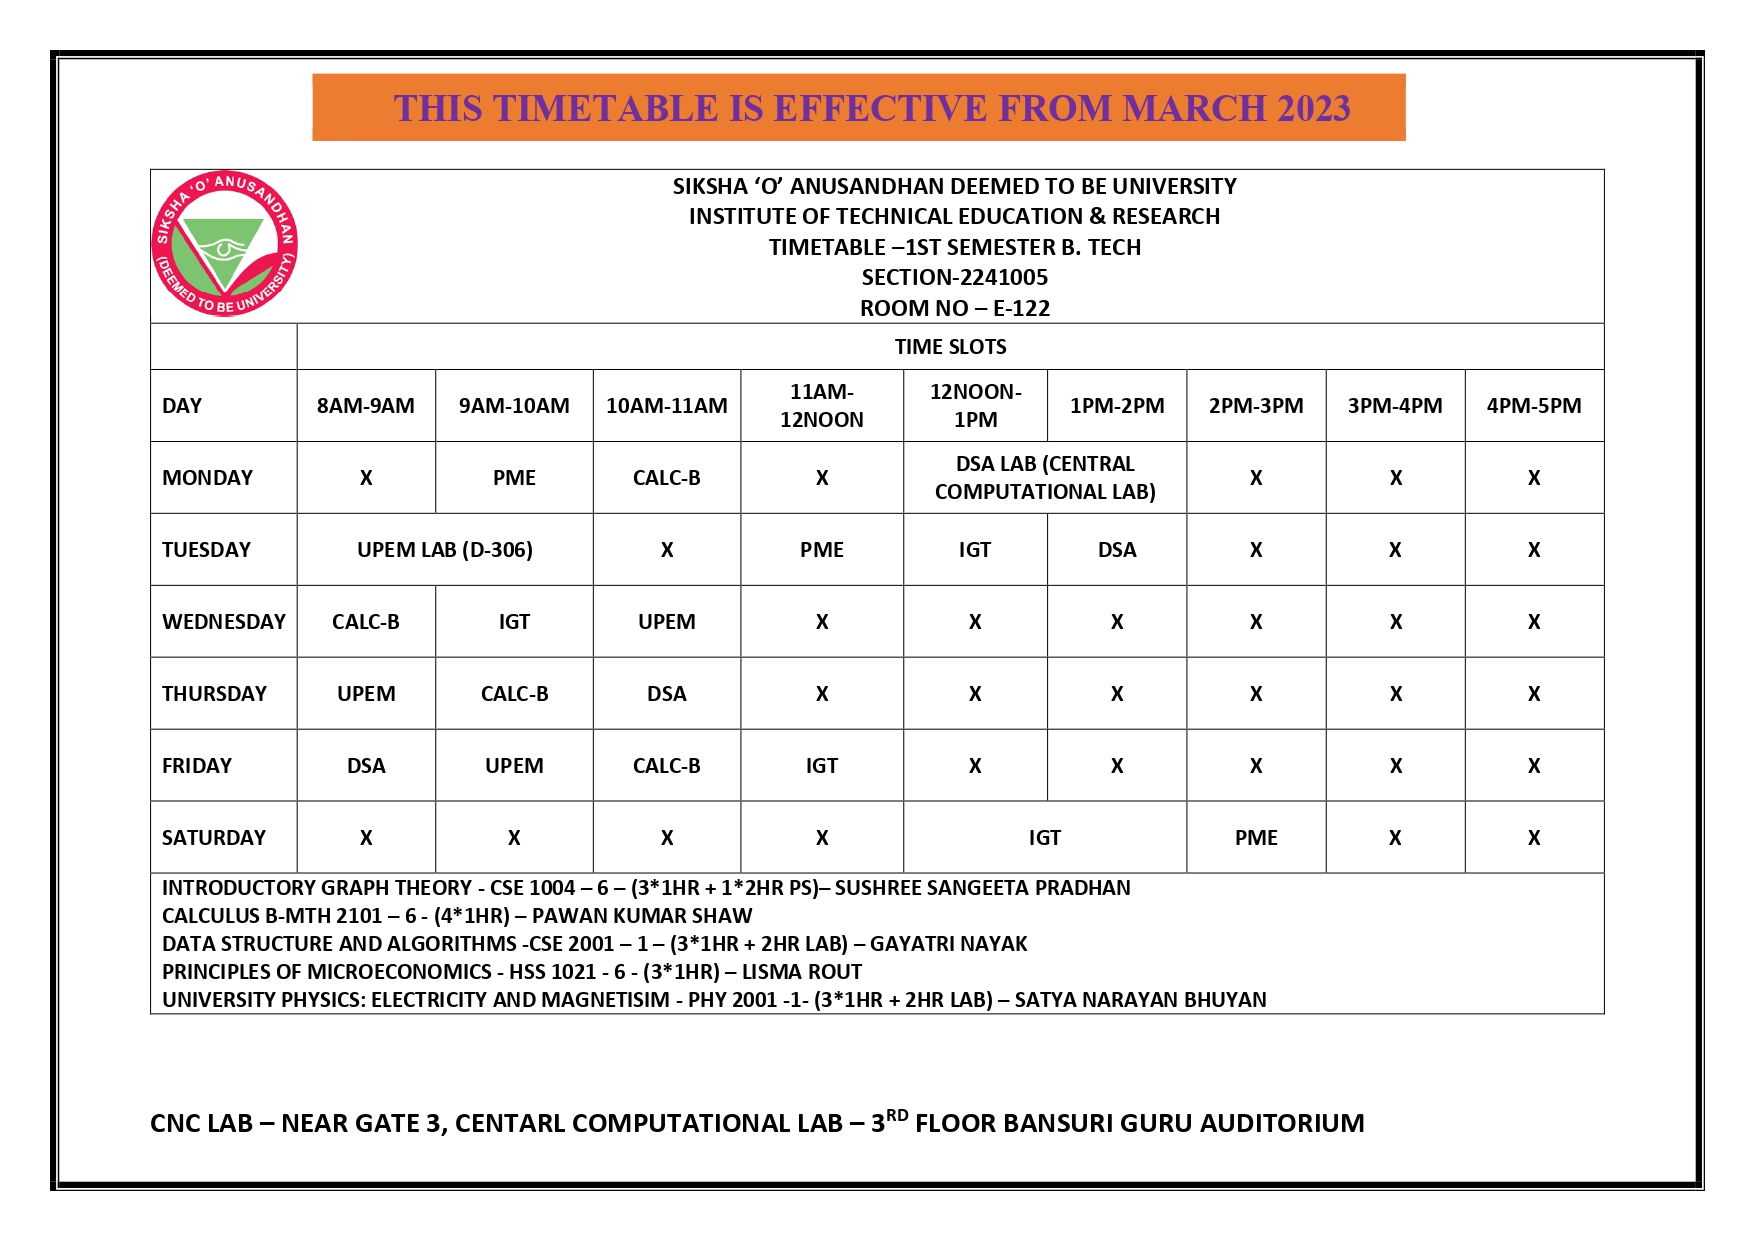 THIS TIMETABLE IS EFFECTIVE FROM MARCH 2023
SIKSHA 'O' ANUSANDHAN
(DEEMED TO BE UNIVERSITY)
SIKSHA ‘O’ ANUSANDHAN DEEMED TO BE UNIVERSITY
INSTITUTE OF TECHNICAL EDUCATION & RESEARCH
TIMETABLE –1ST SEMESTER B. TECH
SECTION-2241005
ROOM NO – E-122
TIME SLOTS
DAY 8AM-9AM 9AM-10AM 10AM-11AM 11AM-12NOON 12NOON-1PM 1PM-2PM 2PM-3PM 3PM-4PM 4PM-5PM
MONDAY X PME CALC-B X DSA LAB (CENTRAL COMPUTATIONAL LAB) X X X
TUESDAY UPEM LAB (D-306) X PME IGT DSA X X X
WEDNESDAY CALC-B IGT UPEM X X X X X X
THURSDAY UPEM CALC-B DSA X X X X X X
FRIDAY DSA UPEM CALC-B IGT X X X X X
SATURDAY X X X X IGT PME X X
INTRODUCTORY GRAPH THEORY - CSE 1004 – 6 – (3*1HR + 1*2HR PS)– SUSHREE SANGEETA PRADHAN
CALCULUS B-MTH 2101 – 6 - (4*1HR) – PAWAN KUMAR SHAW
DATA STRUCTURE AND ALGORITHMS -CSE 2001 – 1 – (3*1HR + 2HR LAB) – GAYATRI NAYAK
PRINCIPLES OF MICROECONOMICS - HSS 1021 - 6 - (3*1HR) – LISMA ROUT
UNIVERSITY PHYSICS: ELECTRICITY AND MAGNETISIM - PHY 2001 -1- (3*1HR + 2HR LAB) – SATYA NARAYAN BHUYAN
CNC LAB – NEAR GATE 3, CENTARL COMPUTATIONAL LAB – 3RD FLOOR BANSURI GURU AUDITORIUM